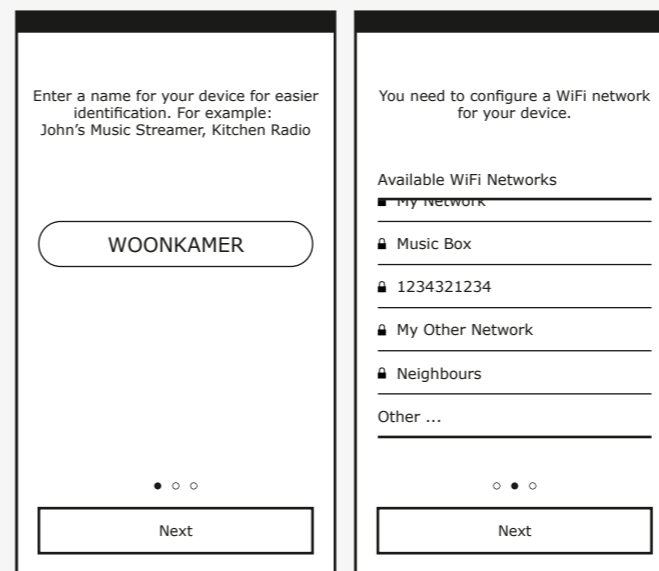 Enter a name for your device for easier
identification. For example:
John’s Music Streamer, Kitchen Radio
WOONKAMER
Next
You need to configure a WiFi network
for your device.
Available WiFi Networks
My Network
Music Box
1234321234
My Other Network
Neighbours
Other ...
Next